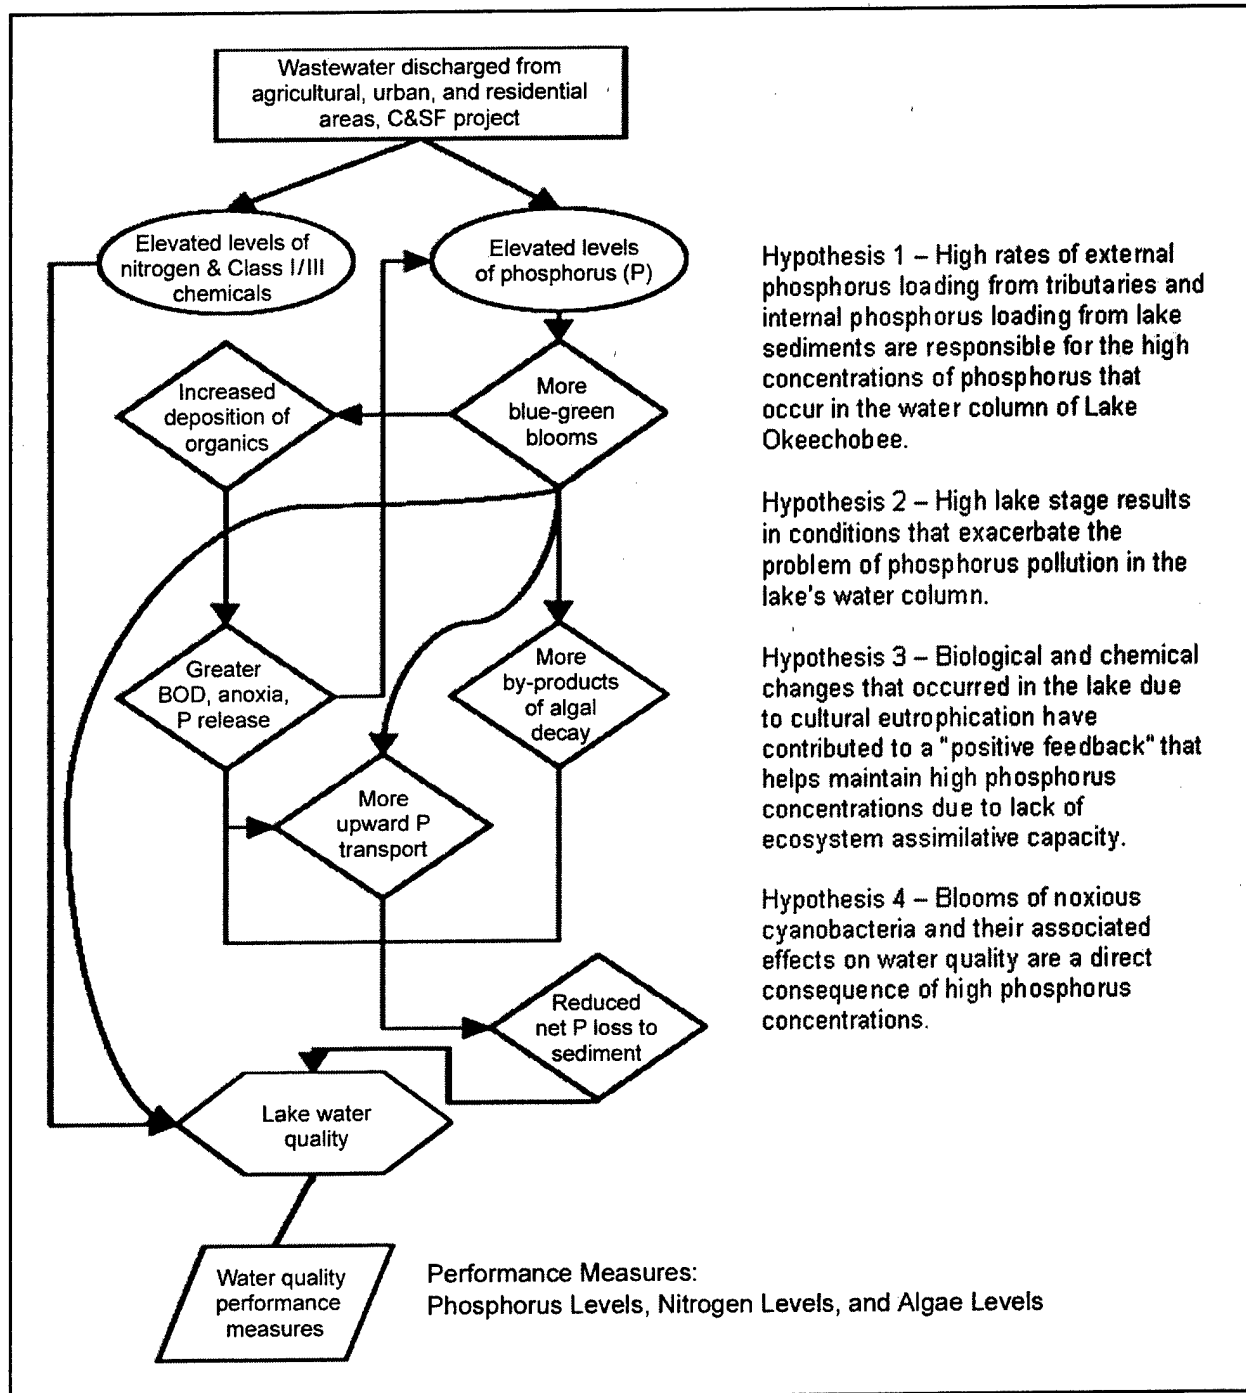 Wastewater discharged from
agricultural, urban, and residential
areas, C&SF project
Elevated levels of
nitrogen & Class I/III
chemicals
Elevated levels
of phosphorus (P)
Increased
deposition of
organics
More
blue-green
blooms
Greater
BOD, anoxia,
P release
More
by-products
of algal
decay
More
upward P
transport
Reduced
net P loss to
sediment
Lake water
quality
Water quality
performance
measures
Hypothesis 1 – High rates of external
phosphorus loading from tributaries and
internal phosphorus loading from lake
sediments are responsible for the high
concentrations of phosphorus that
occur in the water column of Lake
Okeechobee.
Hypothesis 2 – High lake stage results
in conditions that exacerbate the
problem of phosphorus pollution in the
lake's water column.
Hypothesis 3 – Biological and chemical
changes that occurred in the lake due
to cultural eutrophication have
contributed to a "positive feedback" that
helps maintain high phosphorus
concentrations due to lack of
ecosystem assimilative capacity.
Hypothesis 4 – Blooms of noxious
cyanobacteria and their associated
effects on water quality are a direct
consequence of high phosphorus
concentrations.
Performance Measures:
Phosphorus Levels, Nitrogen Levels, and Algae Levels